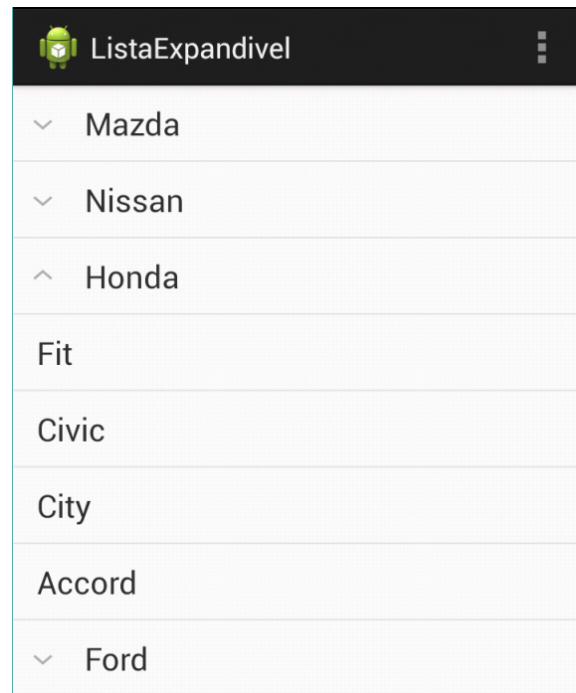 ListaExpandivel
Mazda
Nissan
Honda
Fit
Civic
City
Accord
Ford